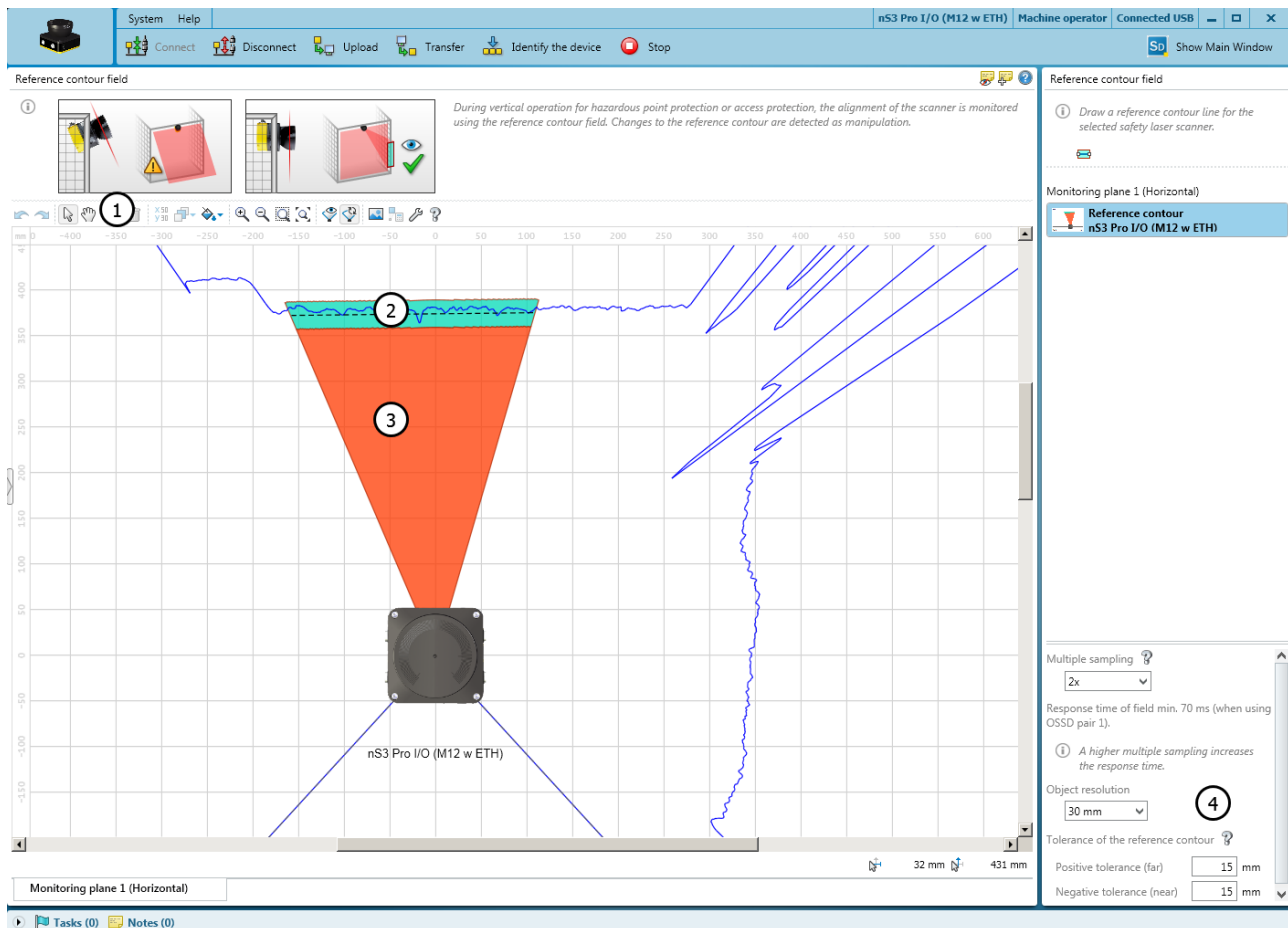 System Help
nS3 Pro I/O (M12 w ETH) Machine operator Connected USB
Connect Disconnect Upload Transfer Identify the device Stop
SD Show Main Window
Reference contour field
During vertical operation for hazardous point protection or access protection, the alignment of the scanner is monitored
using the reference contour field. Changes to the reference contour are detected as manipulation.
1
X50
y30
mm 0 -400 -350 -300 -250 -200 -150 -100 -50 0 50 100 150 200 250 300 350 400 450 500 550 600
400
350
300
250
200
150
100
50
0
-50
-100
-150
2
3
nS3 Pro I/O (M12 w ETH)
32 mm 431 mm
Monitoring plane 1 (Horizontal)
Reference contour field
Draw a reference contour line for the
selected safety laser scanner.
Monitoring plane 1 (Horizontal)
Reference contour
nS3 Pro I/O (M12 w ETH)
Multiple sampling
2x
Response time of field min. 70 ms (when using
OSSD pair 1).
A higher multiple sampling increases
the response time.
Object resolution
30 mm
4
Tolerance of the reference contour
Positive tolerance (far) 15 mm
Negative tolerance (near) 15 mm
Tasks (0) Notes (0)